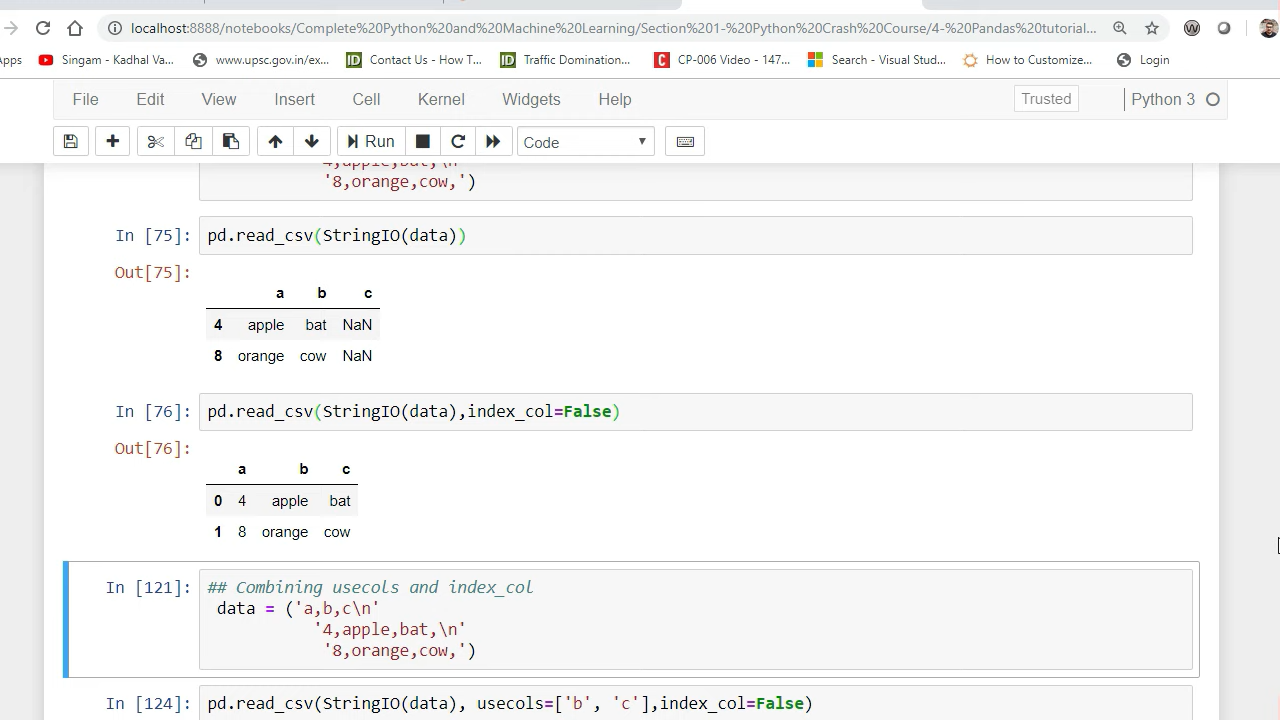 localhost:8888/notebooks/Complete%20Python%20and%20Machine%20Learning/Section%201-%20Python%20Crash%20Course/4-%20Pandas%20tutorial...
Apps Singam Kadhal Va... www.upsc.gov.in/ex... ID Contact Us - How T... ID Traffic Domination... C CP-006 Video - 147... Search - Visual Stud... How to Customize... Login
File Edit View Insert Cell Kernel Widgets Help Trusted Python 3
Run Code
'4,apple,bat,\n'
'8,orange,cow,')
In [75]: pd.read_csv(StringIO(data))
Out[75]:
a b c
4 apple bat NaN
8 orange cow NaN
In [76]: pd.read_csv(StringIO(data),index_col=False)
Out[76]:
a b c
0 4 apple bat
1 8 orange cow
In [121]: ## Combining usecols and index_col
data = ('a,b,c\n'
'4,apple,bat,\n'
'8,orange,cow,')
In [124]: pd.read_csv(StringIO(data), usecols=['b', 'c'],index_col=False)